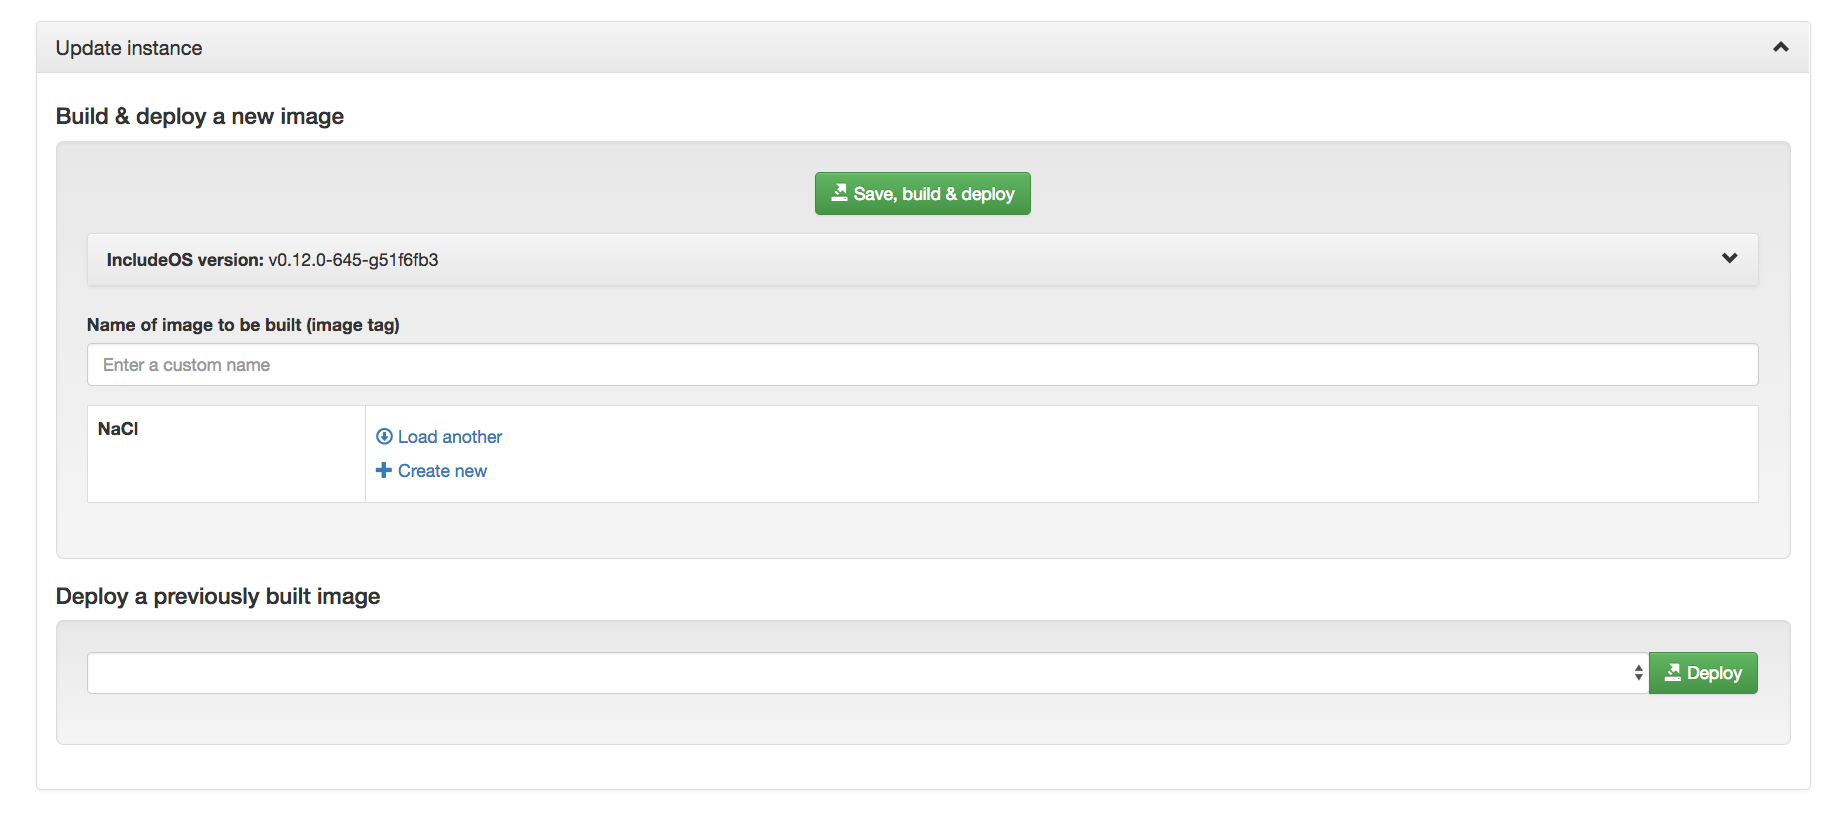 Update instance
Build & deploy a new image
Save, build & deploy
IncludeOS version: v0.12.0-645-g51f6fb3
Name of image to be built (image tag)
Enter a custom name
NaCl
Load another
Create new
Deploy a previously built image
Deploy